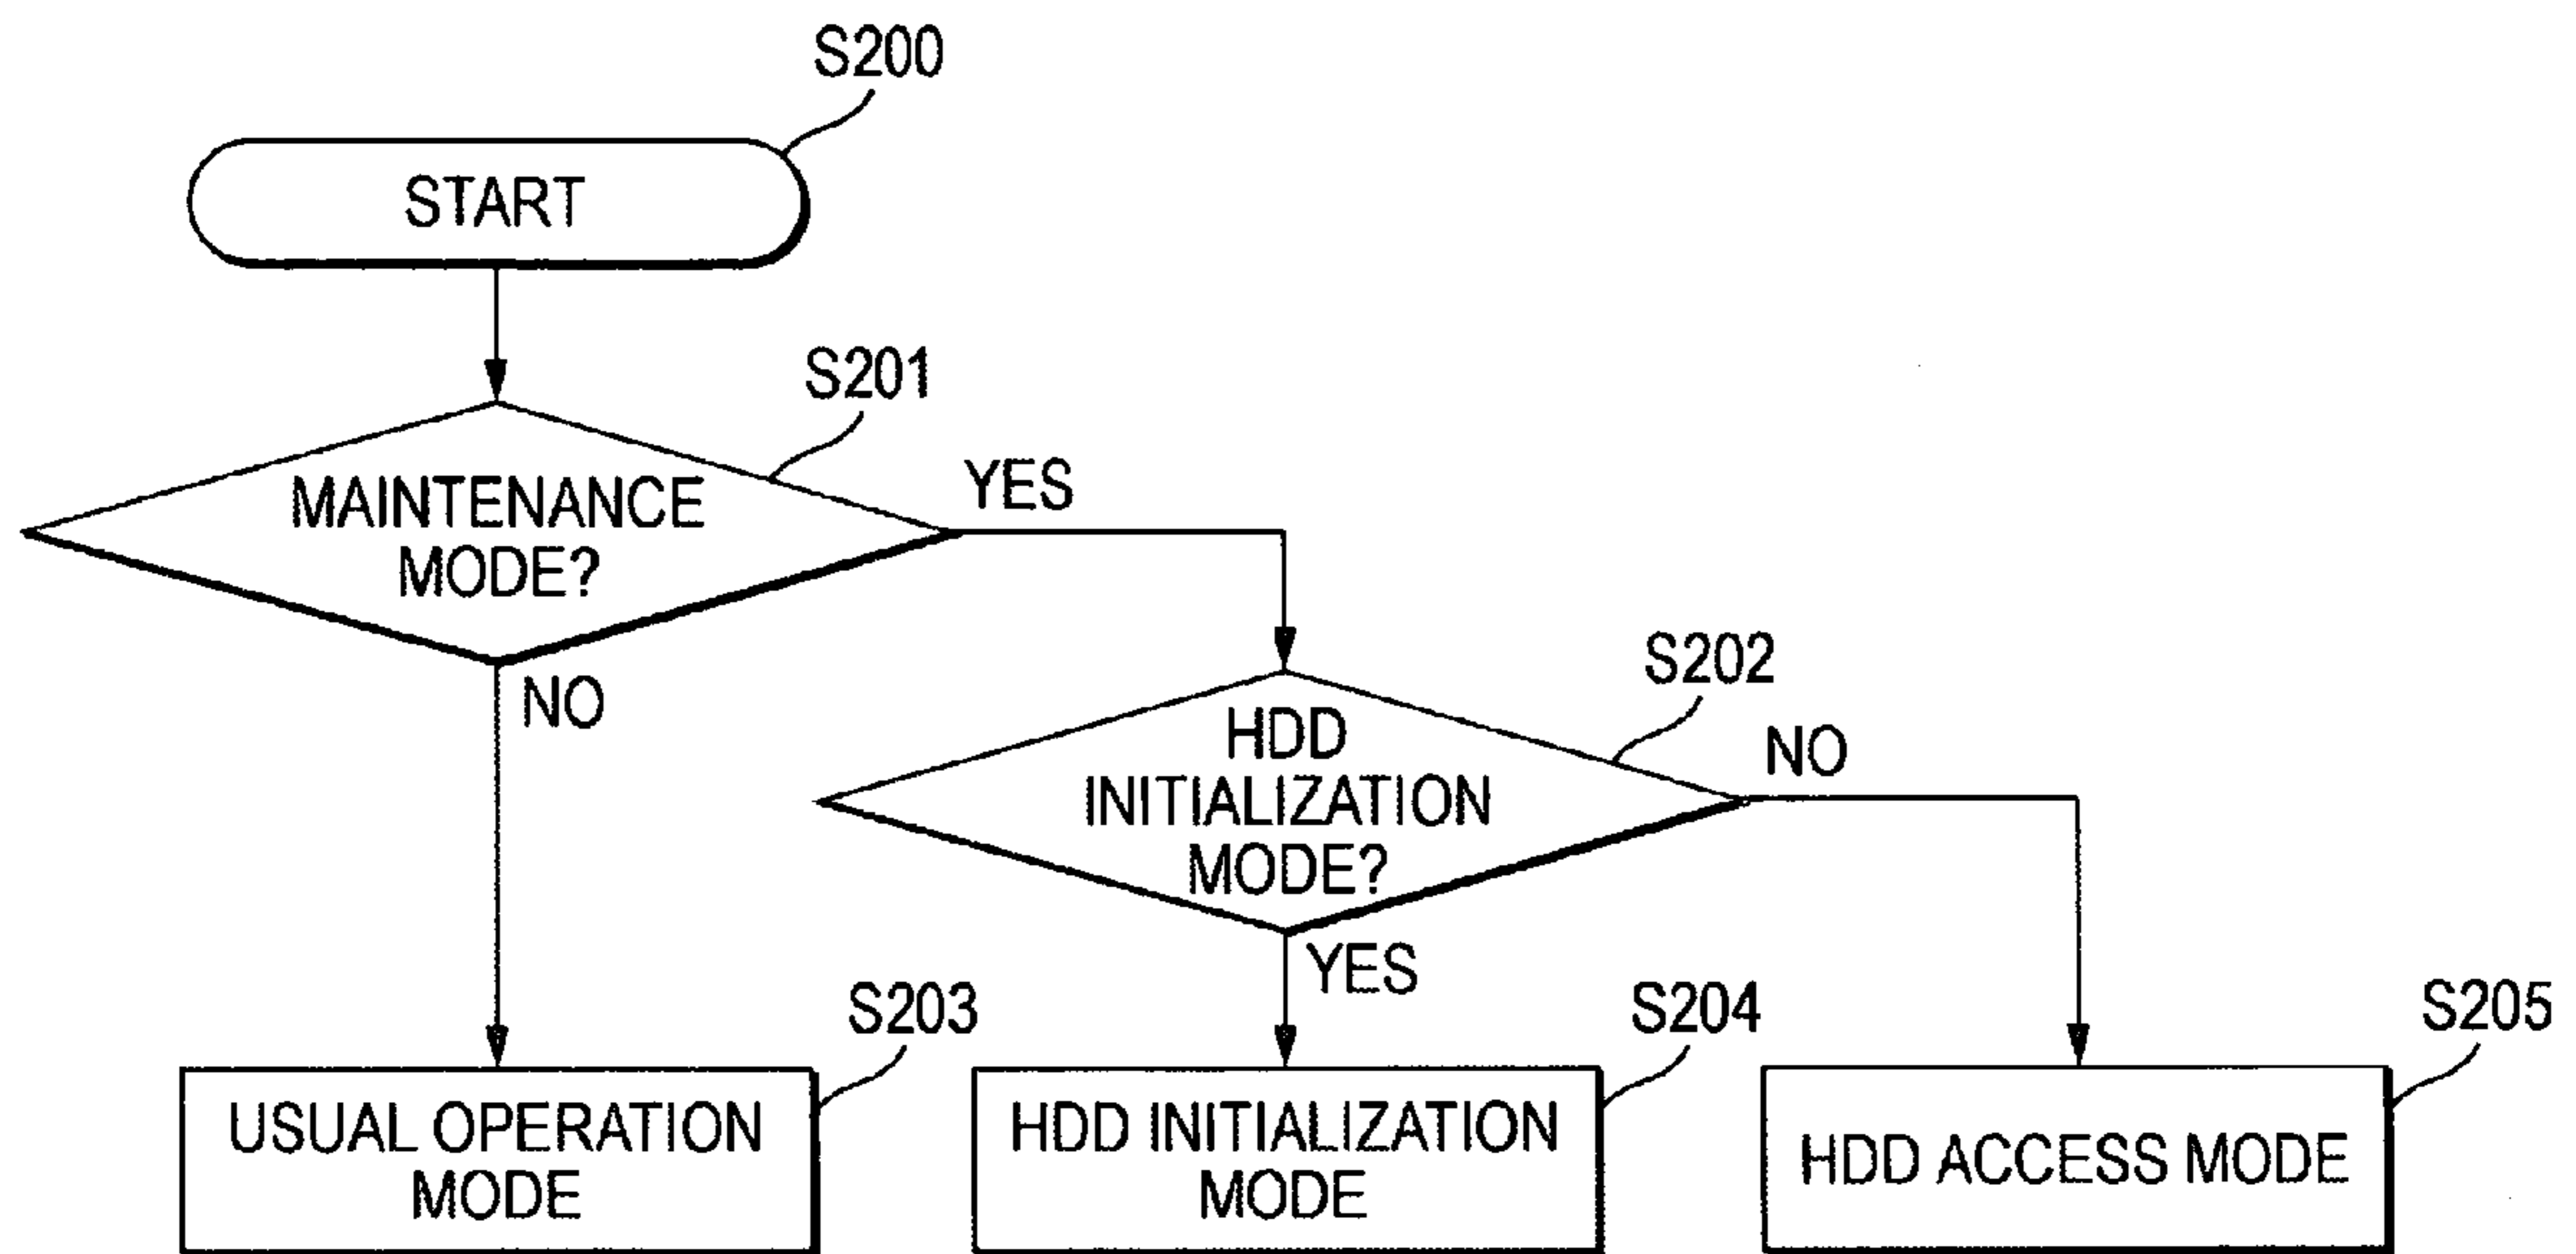 S200
START
S201
MAINTENANCE
MODE?
YES
NO
S202
HDD
INITIALIZATION
MODE?
NO
YES
S203
USUAL OPERATION
MODE
S204
HDD INITIALIZATION
MODE
S205
HDD ACCESS MODE